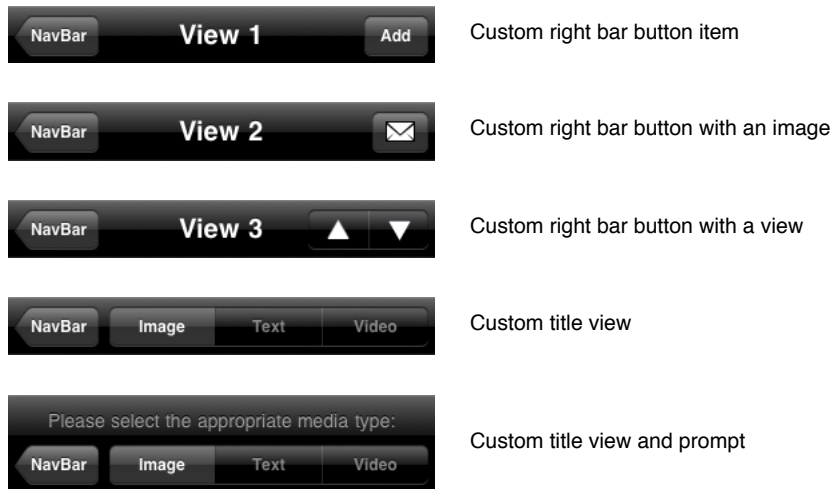 NavBar View 1 Add Custom right bar button item
NavBar View 2 Custom right bar button with an image
NavBar View 3 Custom right bar button with a view
NavBar Image Text Video Custom title view
Please select the appropriate media type:
Custom title view and prompt
NavBar Image Text Video